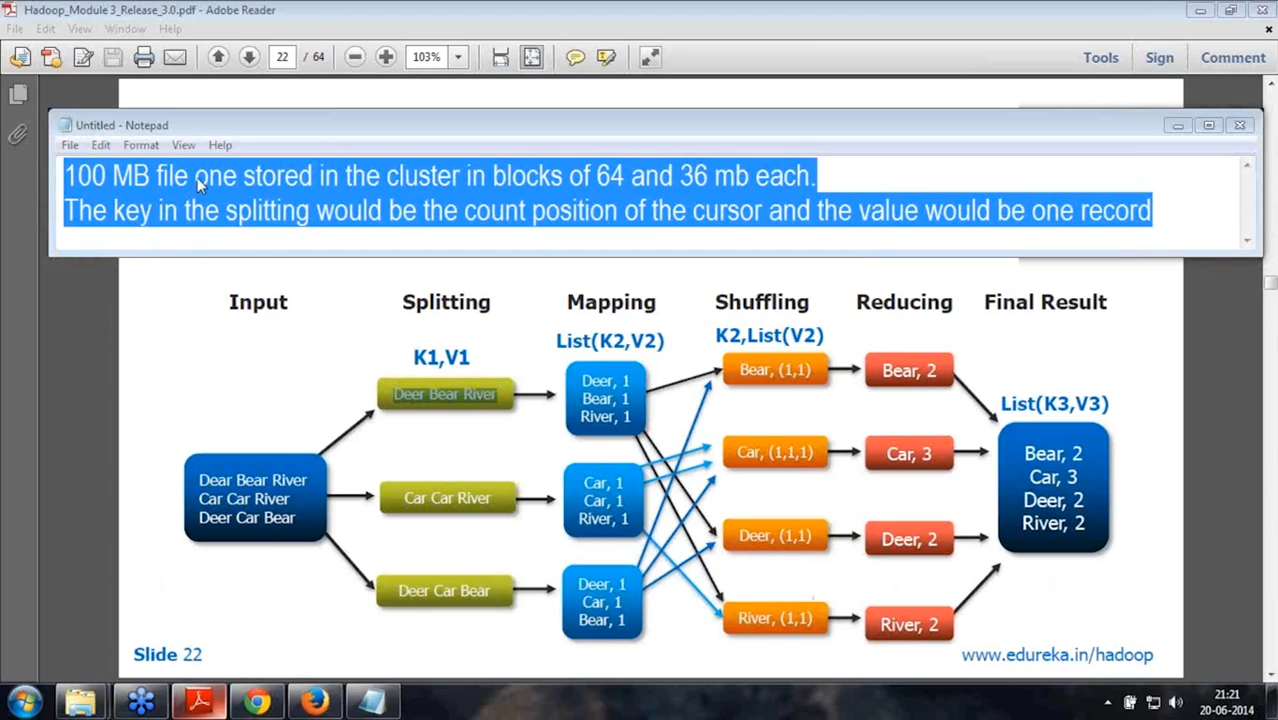 Hadoop_Module 3_Release_3.0.pdf - Adobe Reader
File Edit View Window Help
22 / 64 103% Tools Sign Comment
Untitled - Notepad
File Edit Format View Help
100 MB file one stored in the cluster in blocks of 64 and 36 mb each.
The key in the splitting would be the count position of the cursor and the value would be one record
Input Splitting Mapping Shuffling Reducing Final Result
K1,V1
List(K2,V2)
K2,List(V2)
List(K3,V3)
Dear Bear River
Car Car River
Deer Car Bear
Deer Bear River
Car Car River
Deer Car Bear
Deer, 1
Bear, 1
River, 1
Car, 1
Car, 1
River, 1
Deer, 1
Car, 1
Bear, 1
Bear, (1,1)
Car, (1,1,1)
Deer, (1,1)
River, (1,1)
Bear, 2
Car, 3
Deer, 2
River, 2
Bear, 2
Car, 3
Deer, 2
River, 2
Slide 22 www.edureka.in/hadoop
21:21
20-06-2014